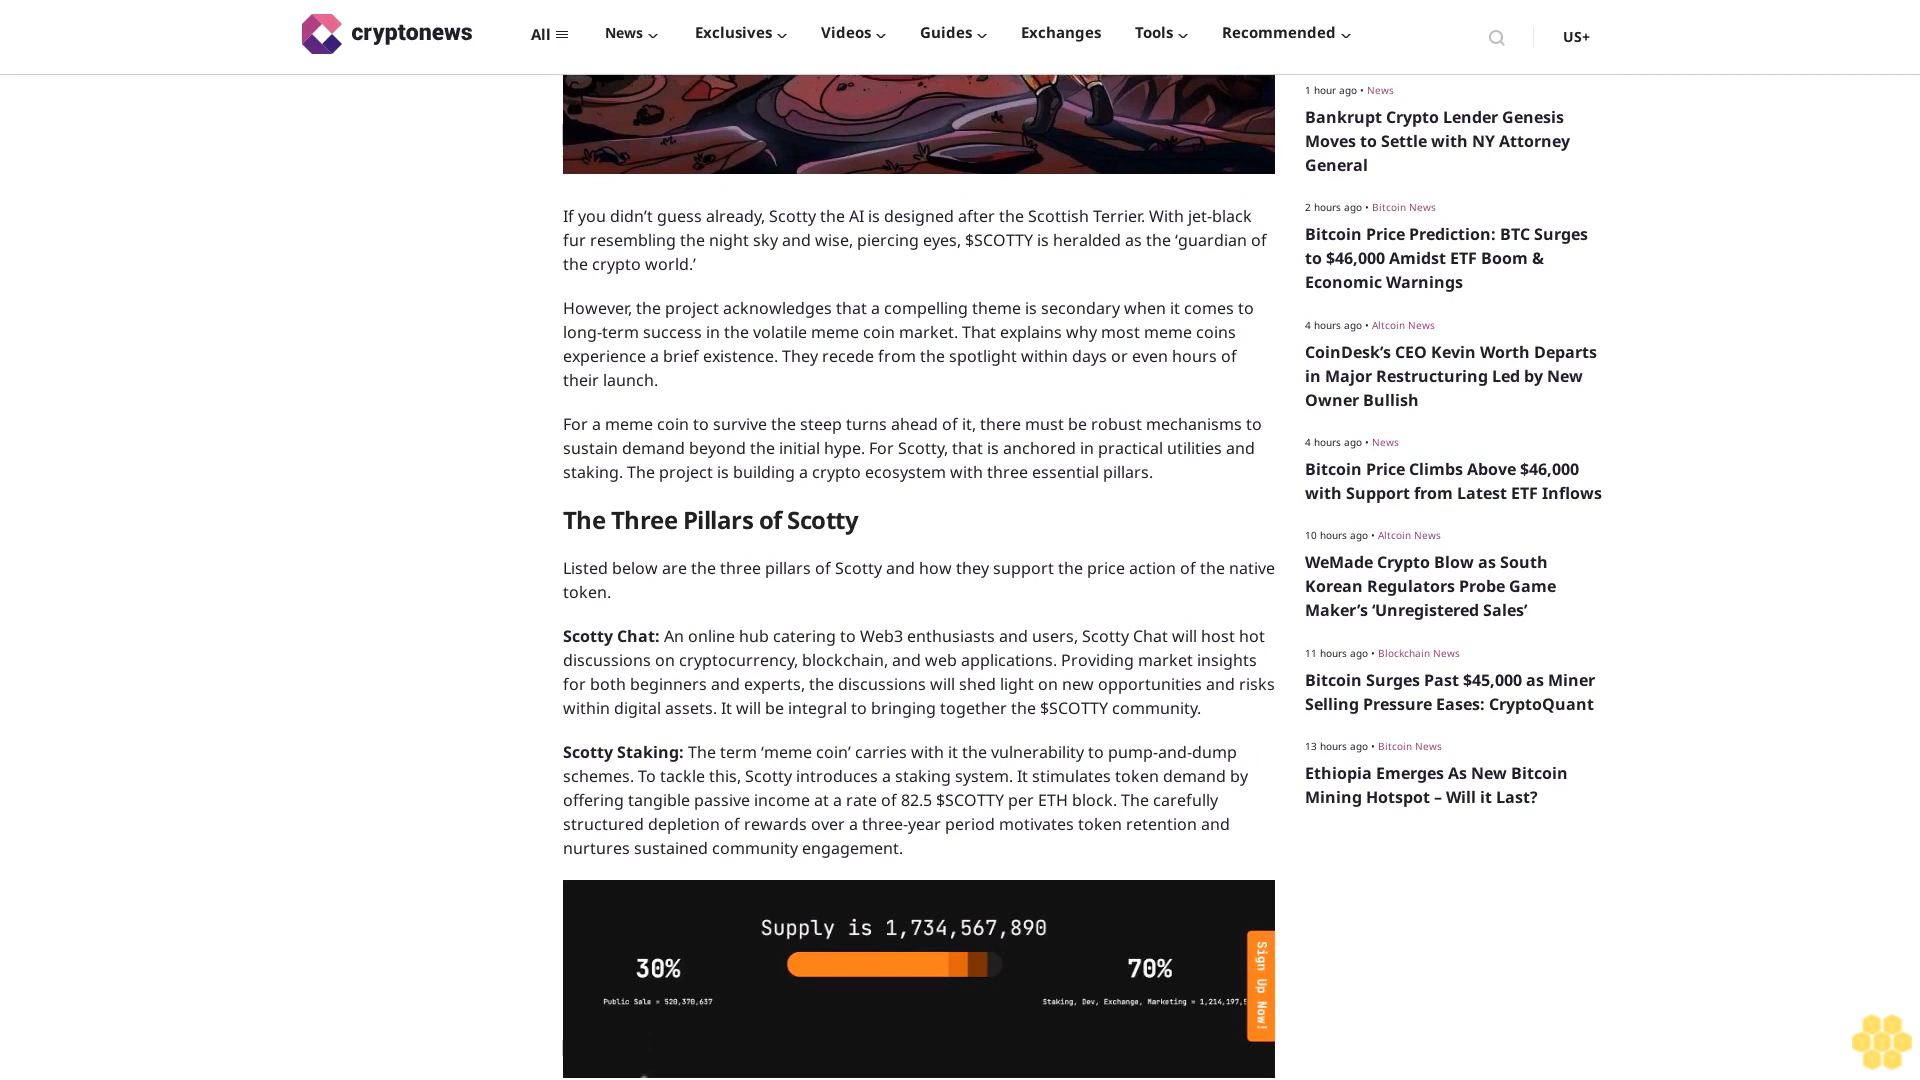 cryptonews
All
News
Exclusives
Videos
Guides
Exchanges
Tools
Recommended
US+
If you didn’t guess already, Scotty the AI is designed after the Scottish Terrier. With jet-black
fur resembling the night sky and wise, piercing eyes, $SCOTTY is heralded as the ‘guardian of
the crypto world.’
However, the project acknowledges that a compelling theme is secondary when it comes to
long-term success in the volatile meme coin market. That explains why most meme coins
experience a brief existence. They recede from the spotlight within days or even hours of
their launch.
For a meme coin to survive the steep turns ahead of it, there must be robust mechanisms to
sustain demand beyond the initial hype. For Scotty, that is anchored in practical utilities and
staking. The project is building a crypto ecosystem with three essential pillars.
The Three Pillars of Scotty
Listed below are the three pillars of Scotty and how they support the price action of the native
token.
Scotty Chat: An online hub catering to Web3 enthusiasts and users, Scotty Chat will host hot
discussions on cryptocurrency, blockchain, and web applications. Providing market insights
for both beginners and experts, the discussions will shed light on new opportunities and risks
within digital assets. It will be integral to bringing together the $SCOTTY community.
Scotty Staking: The term ‘meme coin’ carries with it the vulnerability to pump-and-dump
schemes. To tackle this, Scotty introduces a staking system. It stimulates token demand by
offering tangible passive income at a rate of 82.5 $SCOTTY per ETH block. The carefully
structured depletion of rewards over a three-year period motivates token retention and
nurtures sustained community engagement.
Supply is 1,734,567,890
30%
70%
Public Sale = 520,370,637
Staking, Dev, Exchange, Marketing = 1,214,197,5
Sign Up Now!
1 hour ago • News
Bankrupt Crypto Lender Genesis
Moves to Settle with NY Attorney
General
2 hours ago • Bitcoin News
Bitcoin Price Prediction: BTC Surges
to $46,000 Amidst ETF Boom &
Economic Warnings
4 hours ago • Altcoin News
CoinDesk’s CEO Kevin Worth Departs
in Major Restructuring Led by New
Owner Bullish
4 hours ago • News
Bitcoin Price Climbs Above $46,000
with Support from Latest ETF Inflows
10 hours ago • Altcoin News
WeMade Crypto Blow as South
Korean Regulators Probe Game
Maker’s ‘Unregistered Sales’
11 hours ago • Blockchain News
Bitcoin Surges Past $45,000 as Miner
Selling Pressure Eases: CryptoQuant
13 hours ago • Bitcoin News
Ethiopia Emerges As New Bitcoin
Mining Hotspot – Will it Last?